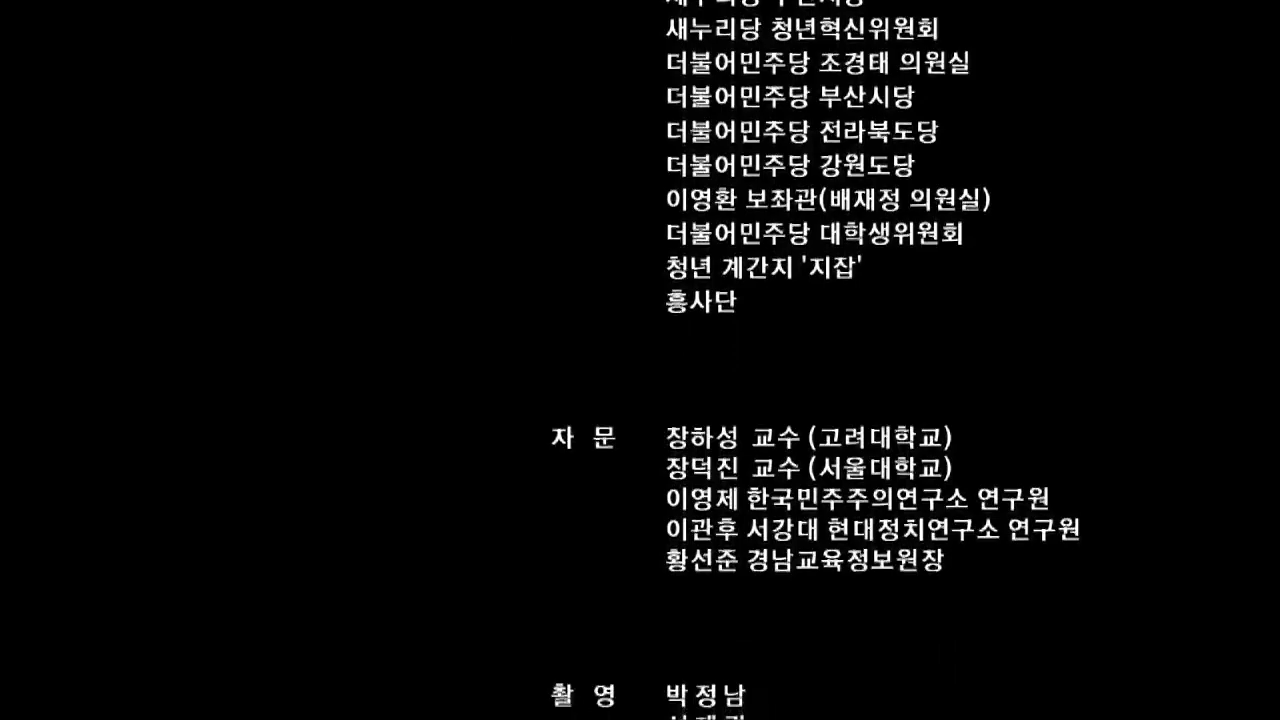 새누리당 청년혁신위원회
더불어민주당 조경태 의원실
더불어민주당 부산시당
더불어민주당 전라북도당
더불어민주당 강원도당
이영환 보좌관(배재정 의원실)
더불어민주당 대학생위원회
청년 계간지 '지잡'
흥사단
자 문 장하성 교수 (고려대학교)
장덕진 교수 (서울대학교)
이영제 한국민주주의연구소 연구원
이관후 서강대 현대정치연구소 연구원
황선준 경남교육정보원장
촬 영 박정남